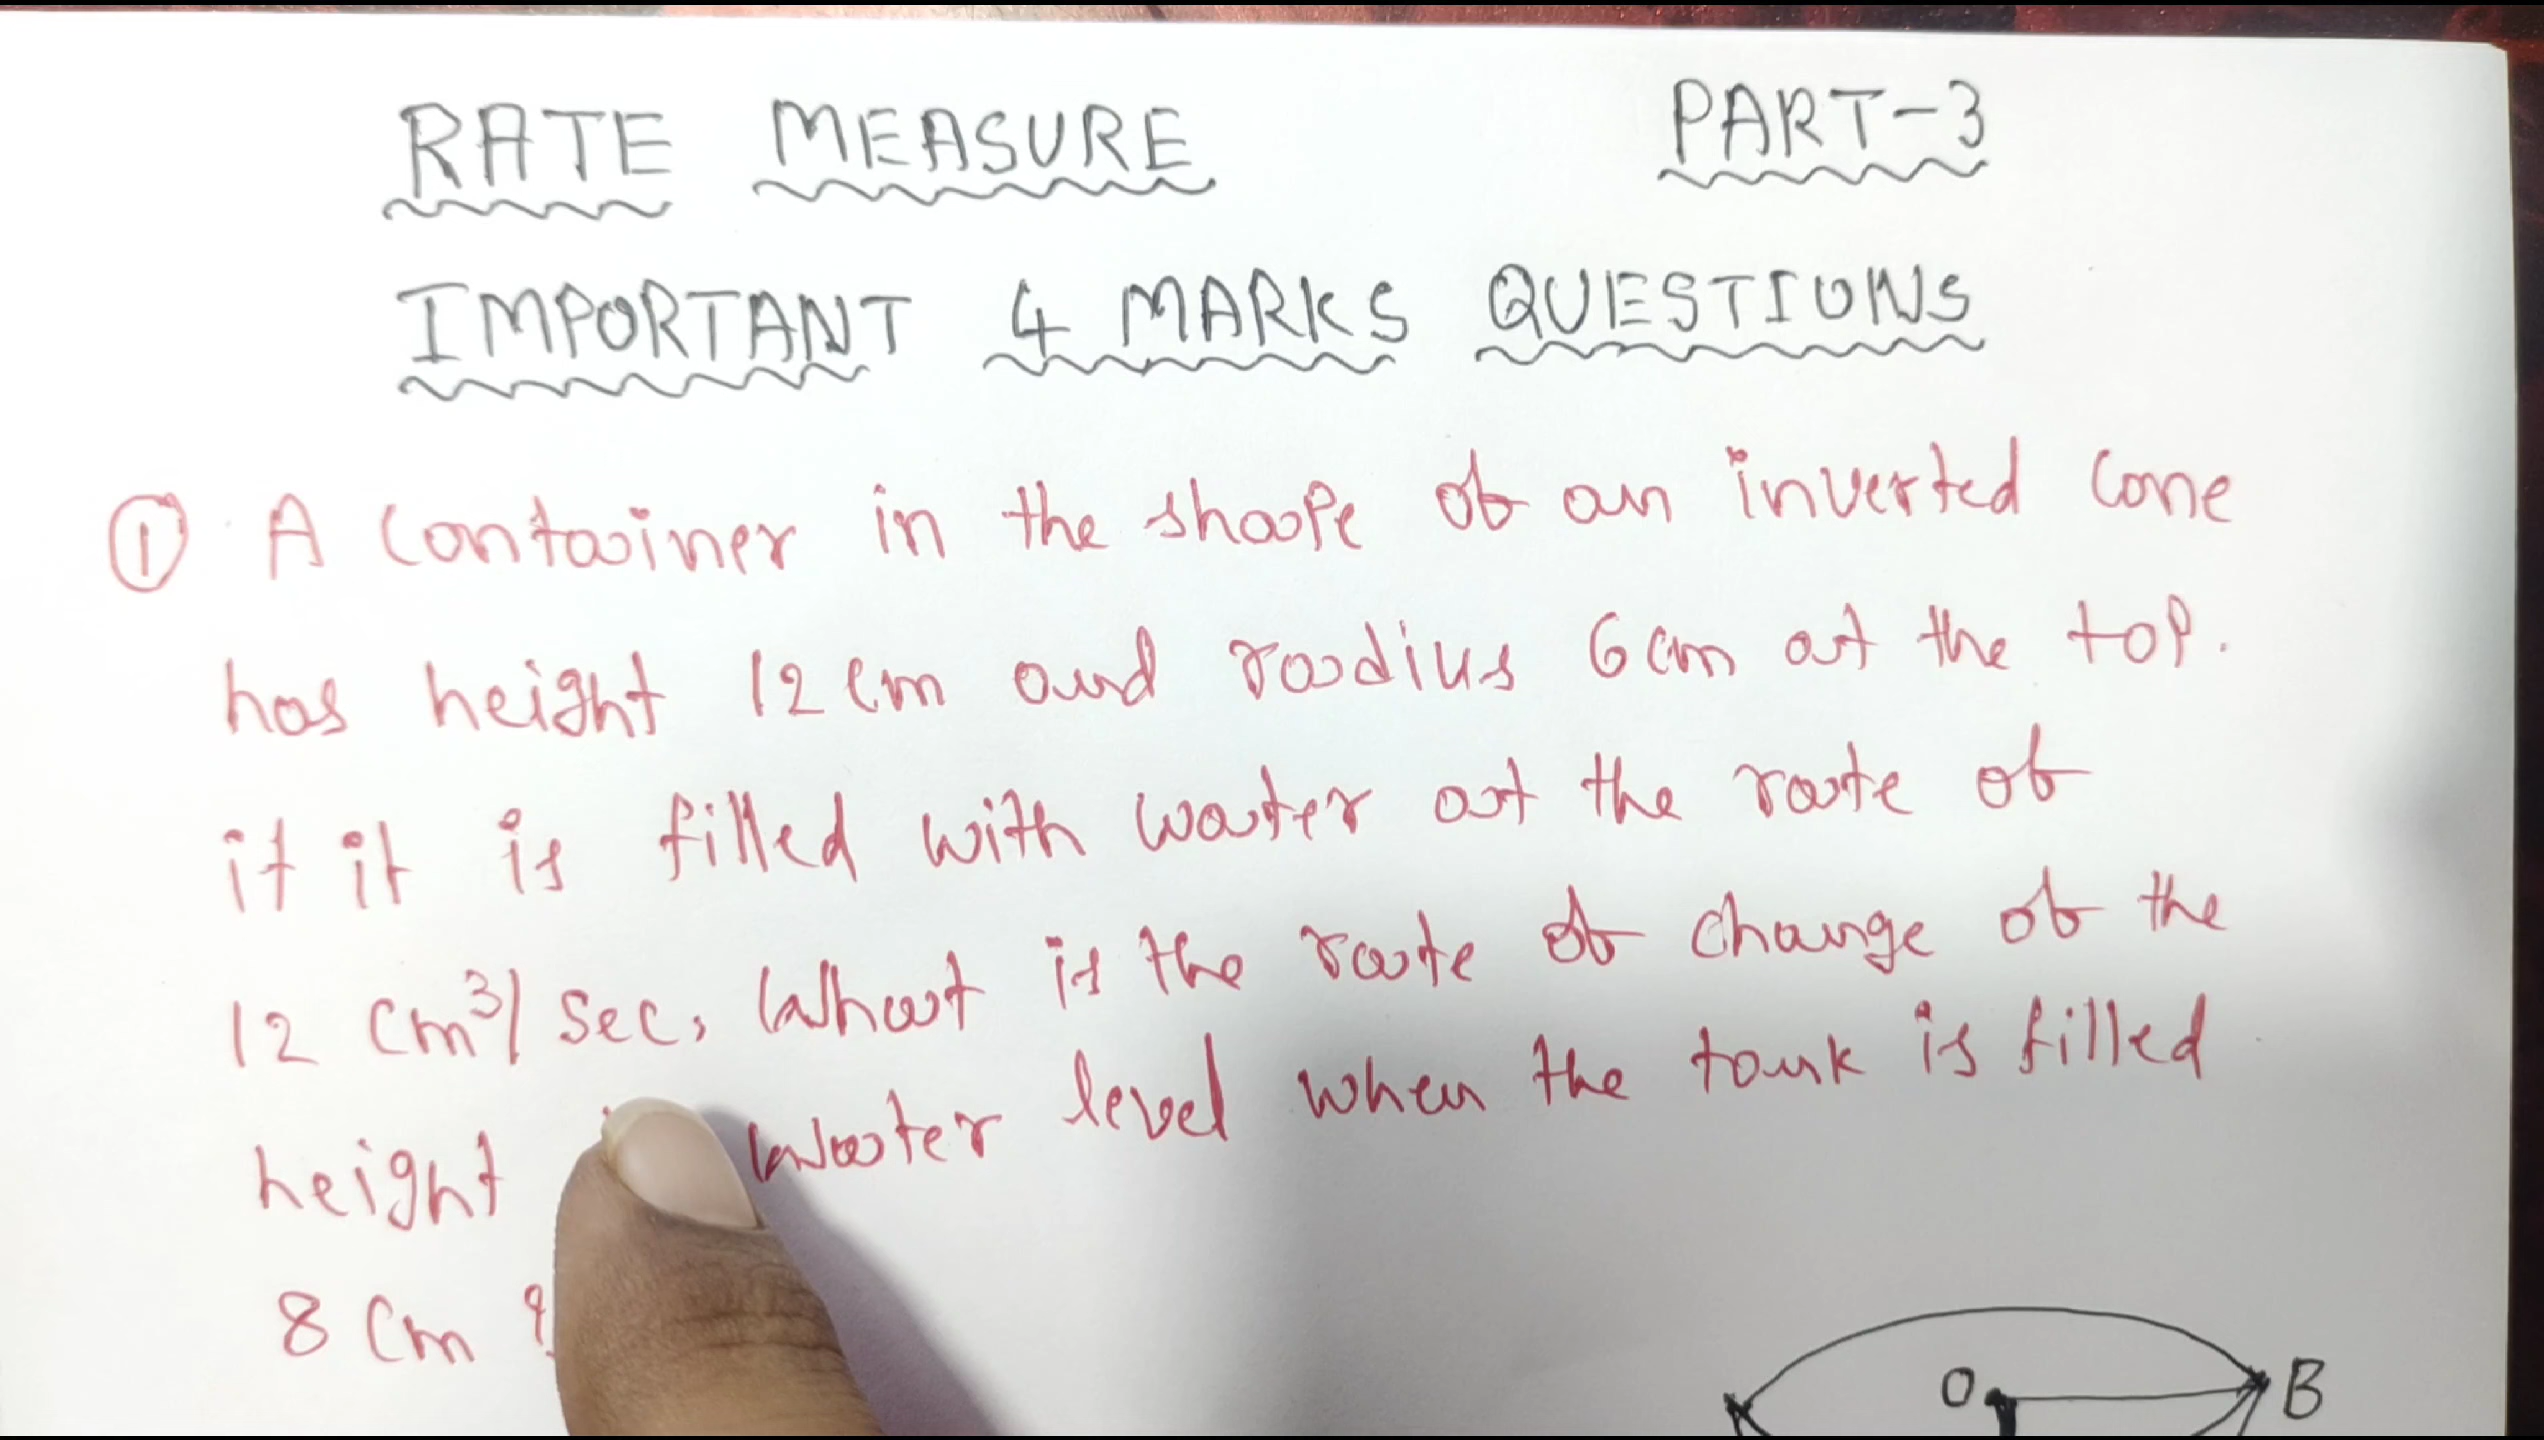 RATE MEASURE PART-3
IMPORTANT 4 MARKS QUESTIONS
① A Container in the shape of an inverted Cone
has height 12 cm and radius 6 cm at the top.
if it is filled with water at the rate of
12 Cm³/sec, What is the rate of change of the
height Water level when the tank is filled
8 Cm ?
O B